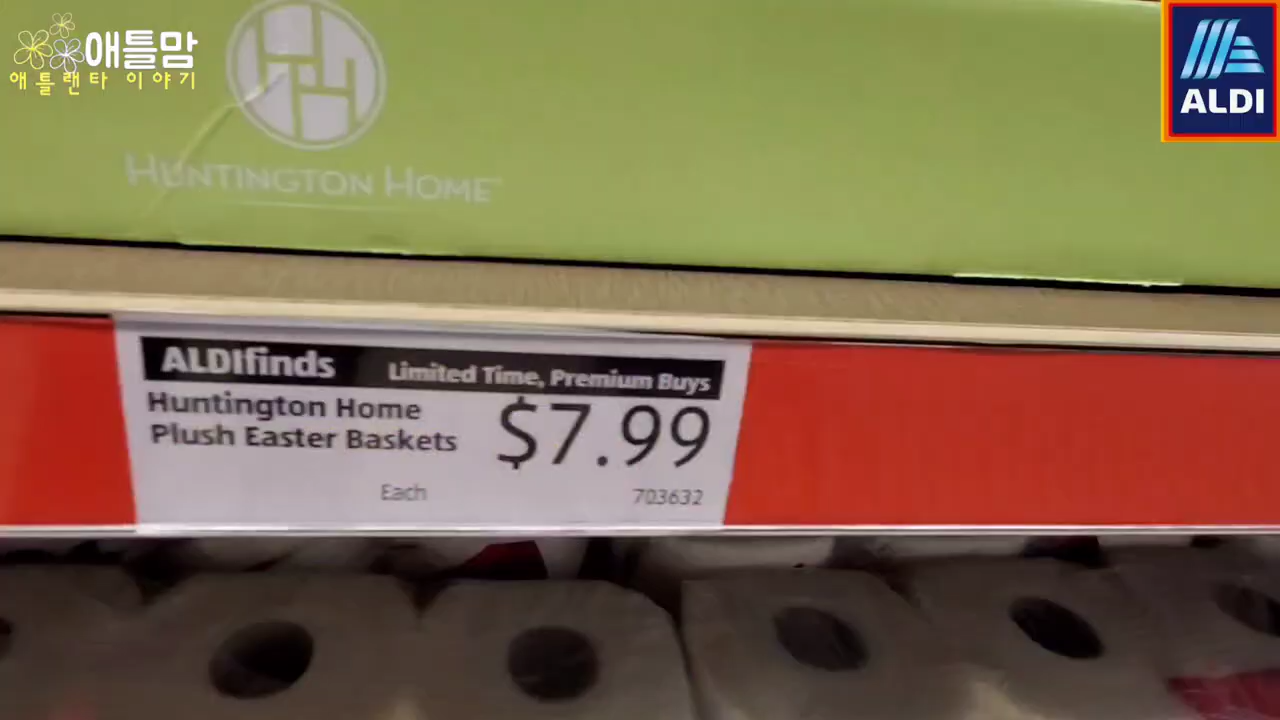 애틀맘
애틀랜타 이야기
ALDI
HUNTINGTON HOME
ALDIfinds
Limited Time, Premium Buys
Huntington Home
Plush Easter Baskets
$7.99
Each
703632